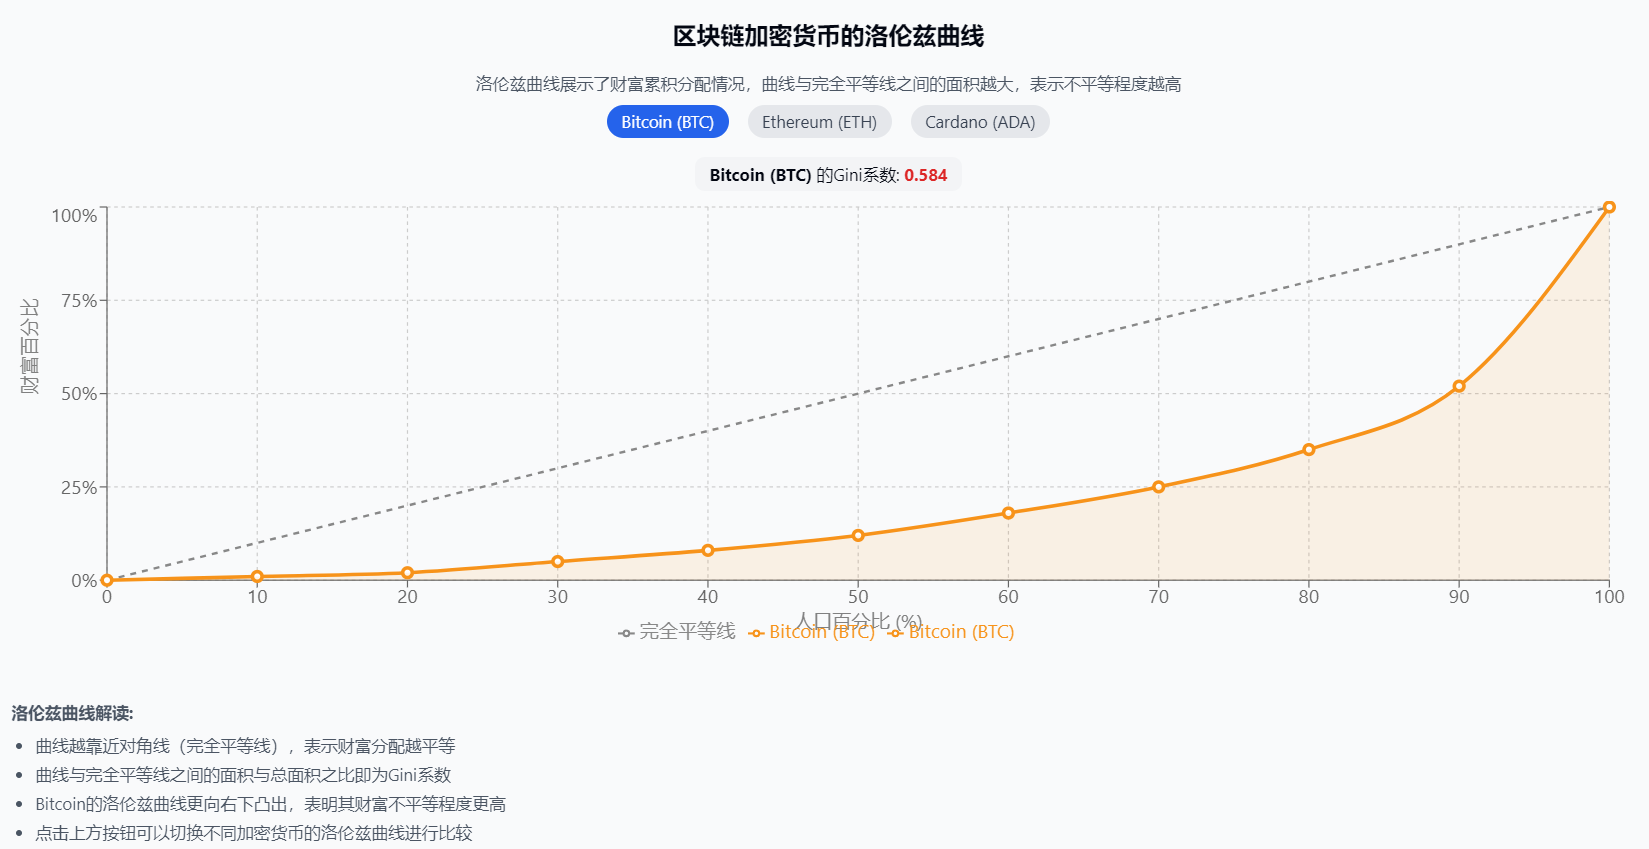 区块链加密货币的洛伦兹曲线
洛伦兹曲线展示了财富累积分配情况，曲线与完全平等线之间的面积越大，表示不平等程度越高
Bitcoin (BTC) Ethereum (ETH) Cardano (ADA)
Bitcoin (BTC) 的Gini系数: 0.584
100%
75%
50%
25%
0%
财富百分比
0 10 20 30 40 50 60 70 80 90 100
人口百分比 (%)
完全平等线 Bitcoin (BTC) Bitcoin (BTC)
洛伦兹曲线解读:
• 曲线越靠近对角线（完全平等线），表示财富分配越平等
• 曲线与完全平等线之间的面积与总面积之比即为Gini系数
• Bitcoin的洛伦兹曲线更向右下凸出，表明其财富不平等程度更高
• 点击上方按钮可以切换不同加密货币的洛伦兹曲线进行比较